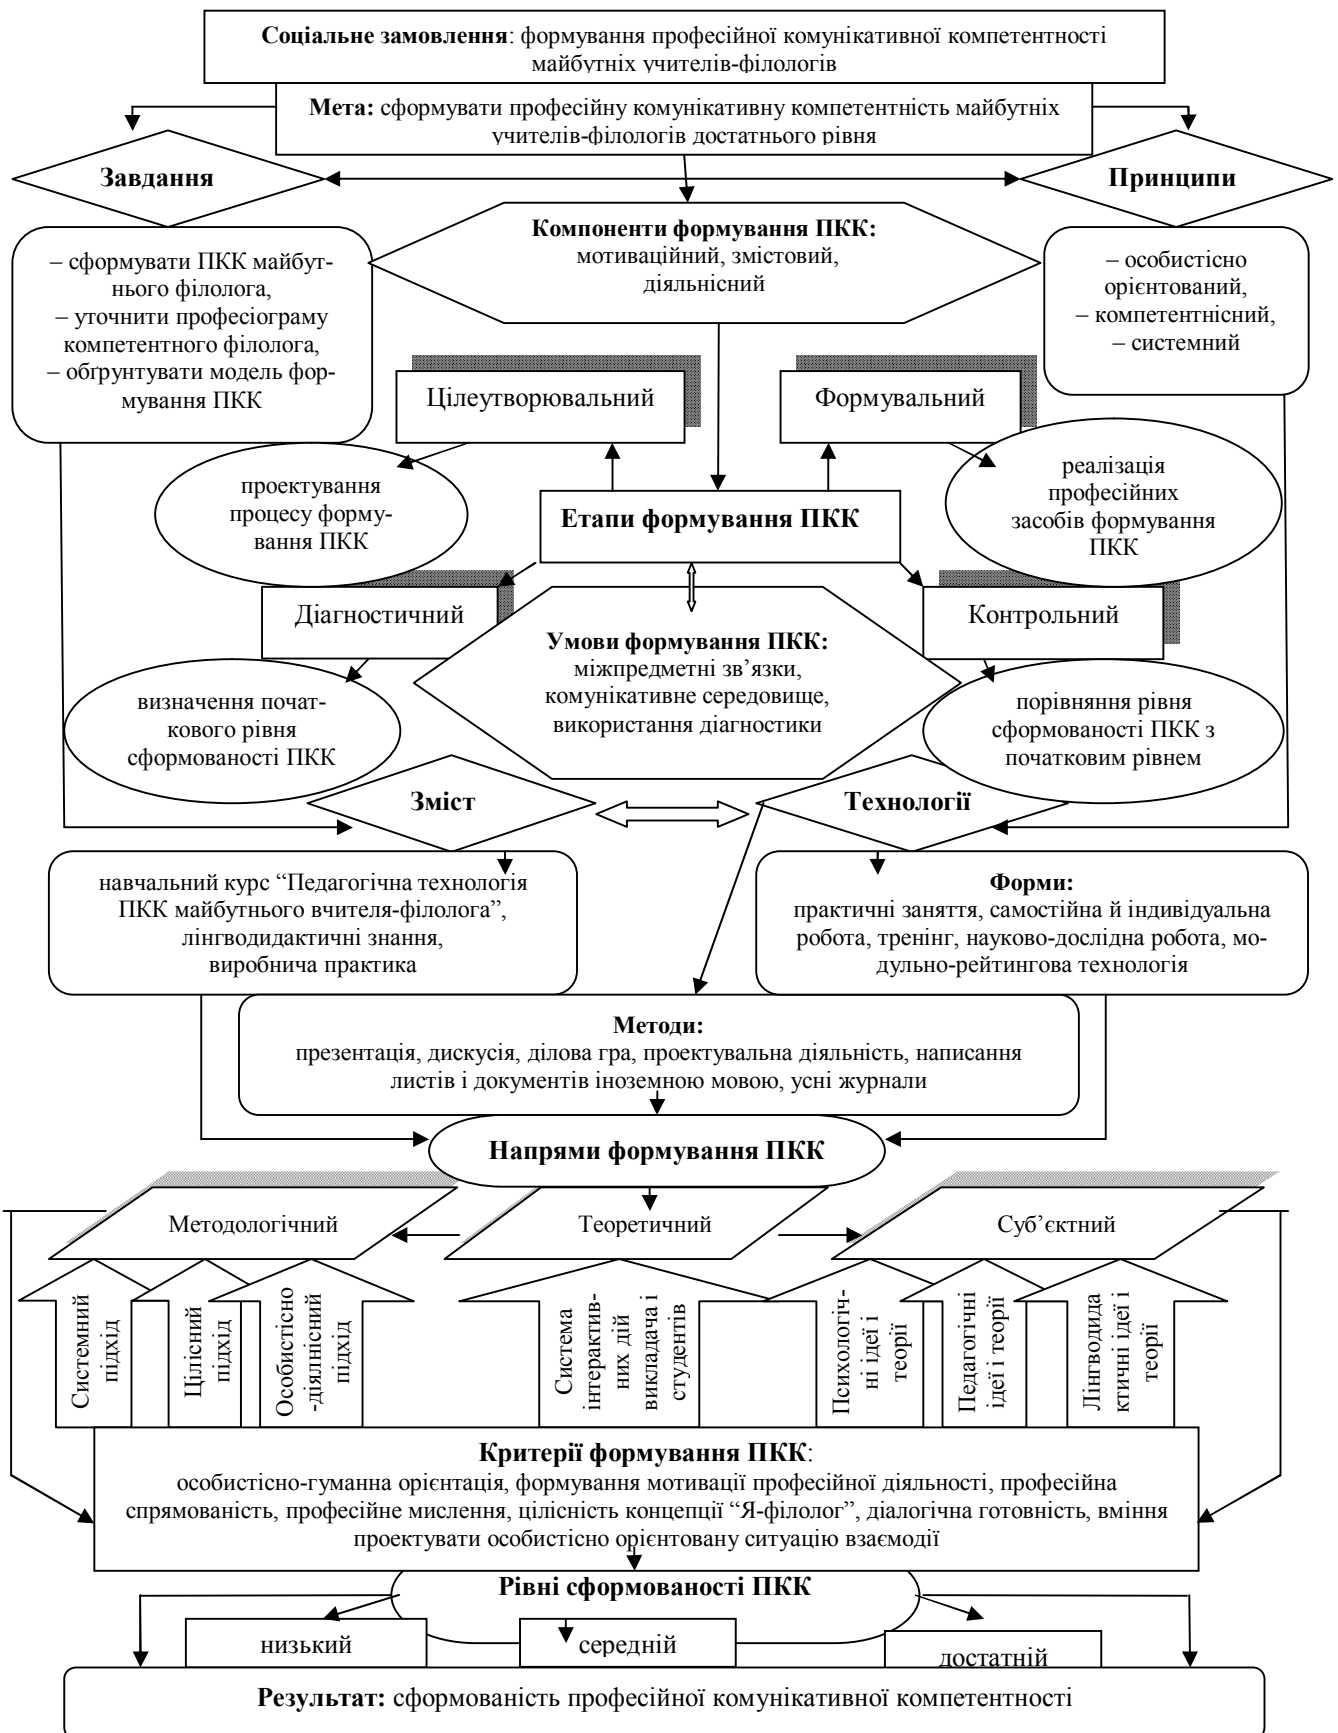 Соціальне замовлення: формування професійної комунікативної компетентності
майбутніх учителів-філологів
Мета: сформувати професійну комунікативну компетентність майбутніх
учителів-філологів достатнього рівня
Завдання
Принципи
Компоненти формування ПКК:
мотиваційний, змістовий,
діяльнісний
– сформувати ПКК майбут-
нього філолога,
– уточнити професіограму
компетентного філолога,
– обґрунтувати модель фор-
мування ПКК
– особистісно
орієнтований,
– компетентнісний,
– системний
Цілеутворювальний
Формувальний
проектування
процесу форму-
вання ПКК
Етапи формування ПКК
реалізація
професійних
засобів формування
ПКК
Діагностичний
Контрольний
Умови формування ПКК:
міжпредметні зв’язки,
комунікативне середовище,
використання діагностики
визначення почат-
кового рівня
сформованості ПКК
порівняння рівня
сформованості ПКК з
початковим рівнем
Зміст
Технології
навчальний курс “Педагогічна технологія
ПКК майбутнього вчителя-філолога”,
лінгводидактичні знання,
виробнича практика
Форми:
практичні заняття, самостійна й індивідуальна
робота, тренінг, науково-дослідна робота, мо-
дульно-рейтингова технологія
Методи:
презентація, дискусія, ділова гра, проектувальна діяльність, написання
листів і документів іноземною мовою, усні журнали
Напрями формування ПКК
Методологічний
Теоретичний
Суб’єктний
Системний
підхід
Цілісний
підхід
Особистісно
-діялнісний
підхід
Система
інтерактив-
них дій
викладача і
студентів
Психологіч-
ні ідеї і
теорії
Педагогічні
ідеї і теорії
Лінгводида
ктичні ідеї і
теорії
Критерії формування ПКК:
особистісно-гуманна орієнтація, формування мотивації професійної діяльності, професійна
спрямованість, професійне мислення, цілісність концепції “Я-філолог”, діалогічна готовність, вміння
проектувати особистісно орієнтовану ситуацію взаємодії
Рівні сформованості ПКК
низький
середній
достатній
Результат: сформованість професійної комунікативної компетентності